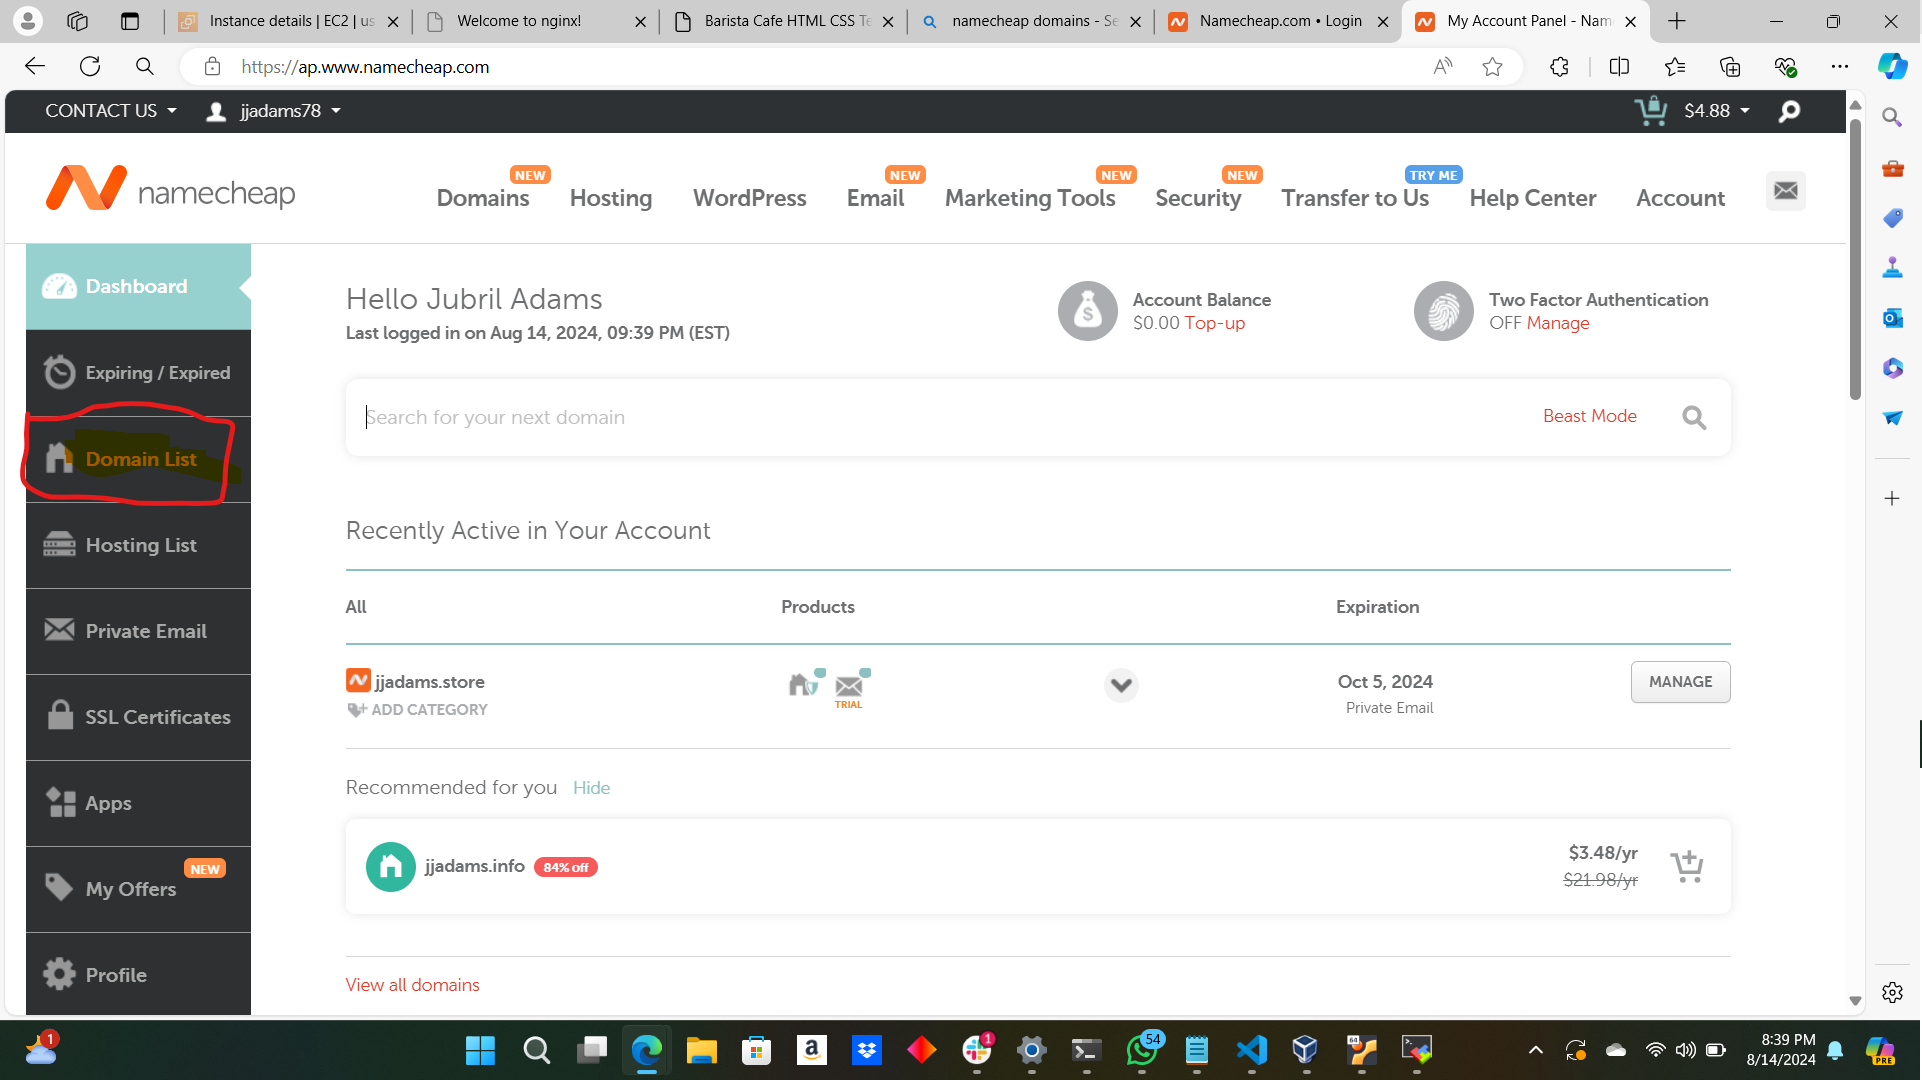 Instance details | EC2 | us
Welcome to nginx!
Barista Cafe HTML CSS Te
namecheap domains - Se
Namecheap.com • Login
My Account Panel - Nam
https://ap.www.namecheap.com
CONTACT US
jjadams78
$4.88
namecheap
Domains
NEW
Hosting
WordPress
Email
NEW
Marketing Tools
NEW
Security
NEW
Transfer to Us
TRY ME
Help Center
Account
Dashboard
Expiring / Expired
Domain List
Hosting List
Private Email
SSL Certificates
Apps
NEW
My Offers
Profile
Hello Jubril Adams
Last logged in on Aug 14, 2024, 09:39 PM (EST)
Account Balance
$0.00 Top-up
Two Factor Authentication
OFF Manage
Search for your next domain
Beast Mode
Recently Active in Your Account
All Products Expiration
jjadams.store
ADD CATEGORY
TRIAL
Oct 5, 2024
Private Email
MANAGE
Recommended for you Hide
jjadams.info 84% off
$3.48/yr
$21.98/yr
View all domains
1
1
54
64
8:39 PM
8/14/2024
PRE